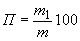 П = m₁/m 100